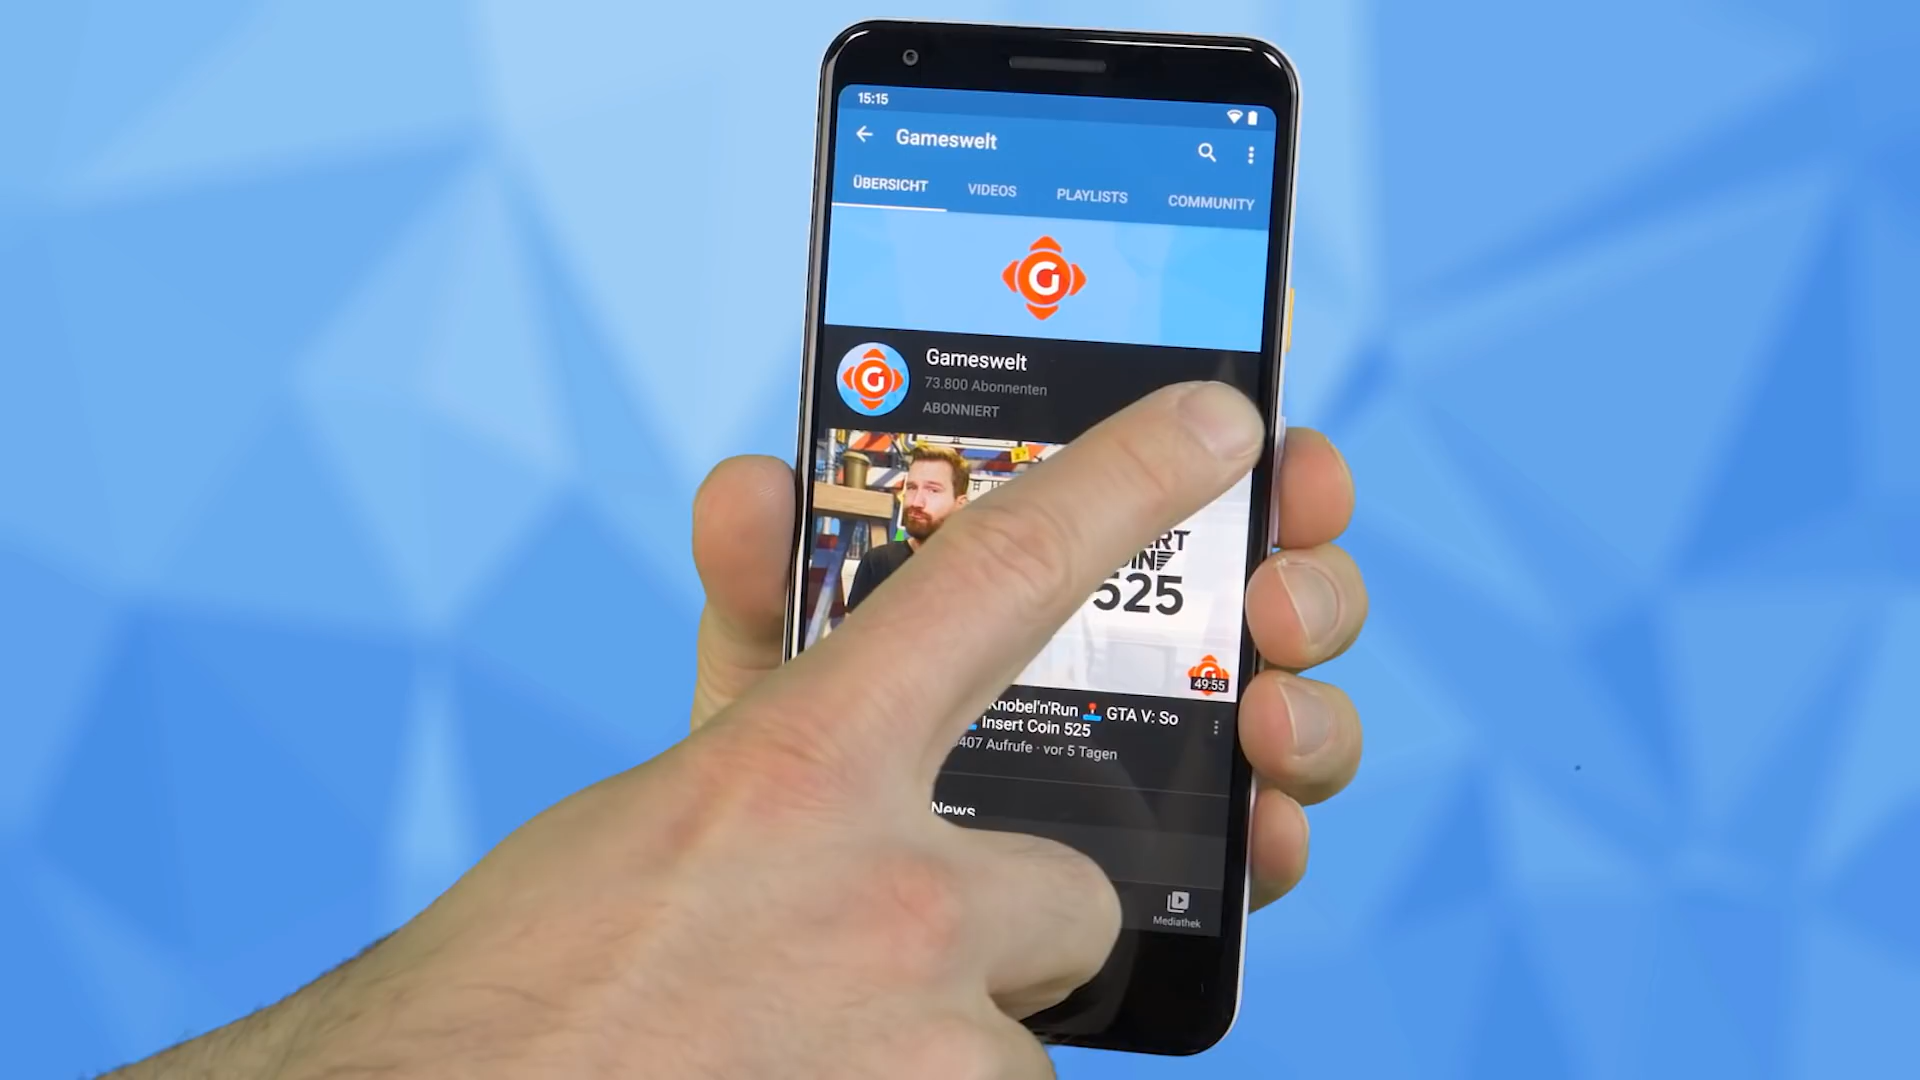 15:15
Gameswelt
ÜBERSICHT VIDEOS PLAYLISTS COMMUNITY
G
Gameswelt
G
73.800 Abonnenten
ABONNIERT
525
49:55
Knobel'n'Run GTA V: So
Insert Coin 525
407 Aufrufe · vor 5 Tagen
News
Mediathek